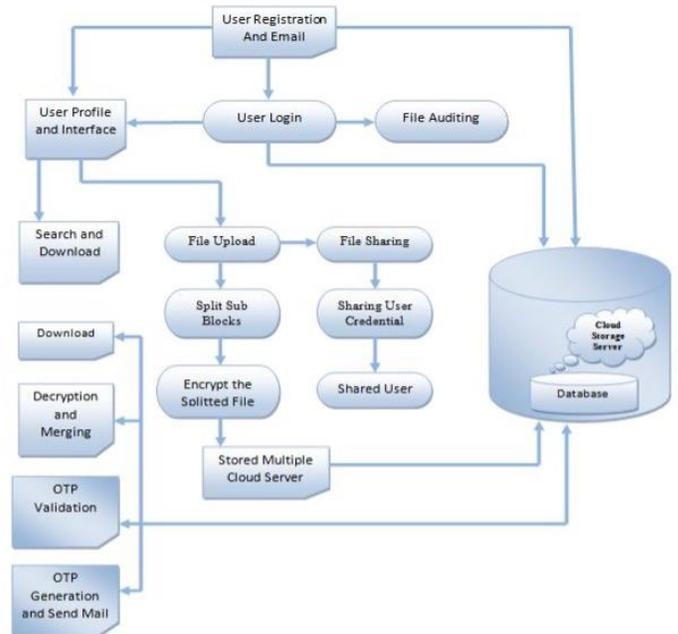 User Registration
And Email
User Profile
and Interface
User Login
File Auditing
Search and
Download
File Upload
File Sharing
Split Sub
Blocks
Sharing User
Credential
Cloud
Storage
Server
Download
Database
Encrypt the
Splitted File
Shared User
Decryption
and
Merging
Stored Multiple
Cloud Server
OTP
Validation
OTP
Generation
and Send Mail